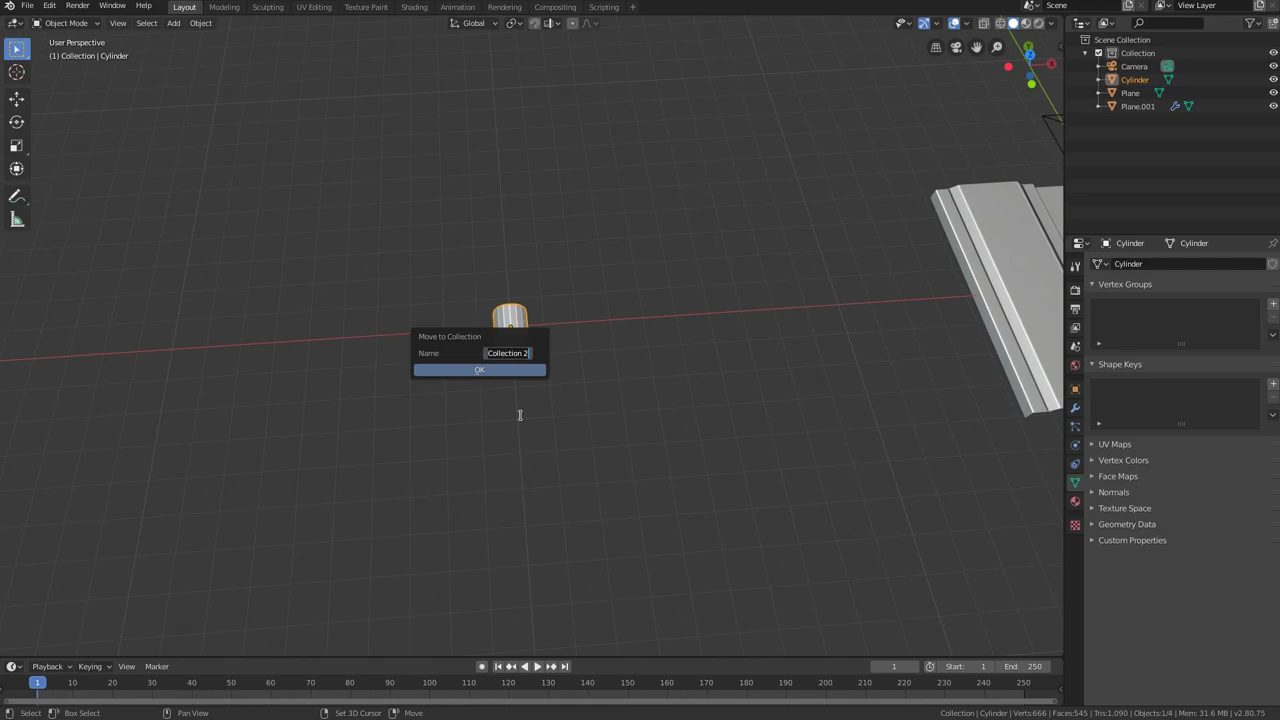 File Edit Render Window Help Layout Modeling Sculpting UV Editing Texture Paint Shading Animation Rendering Compositing Scripting + Scene View Layer
Object Mode View Select Add Object Global
User Perspective
(1) Collection | Cylinder
Y
Z
X
Scene Collection
Collection
Camera
Cylinder
Plane
Plane.001
Move to Collection
Name Collection 2
OK
Cylinder Cylinder
Cylinder
Vertex Groups
Shape Keys
UV Maps
Vertex Colors
Face Maps
Normals
Texture Space
Geometry Data
Custom Properties
Playback Keying View Marker 1 Start: 1 End: 250
1 10 20 30 40 50 60 70 80 90 100 110 120 130 140 150 160 170 180 190 200 210 220 230 240 250
Select Box Select Pan View Set 3D Cursor Move Collection | Cylinder | Verts:666 | Faces:545 | Tris:1,090 | Objects:1/4 | Mem: 31.6 MB | v2.80.75